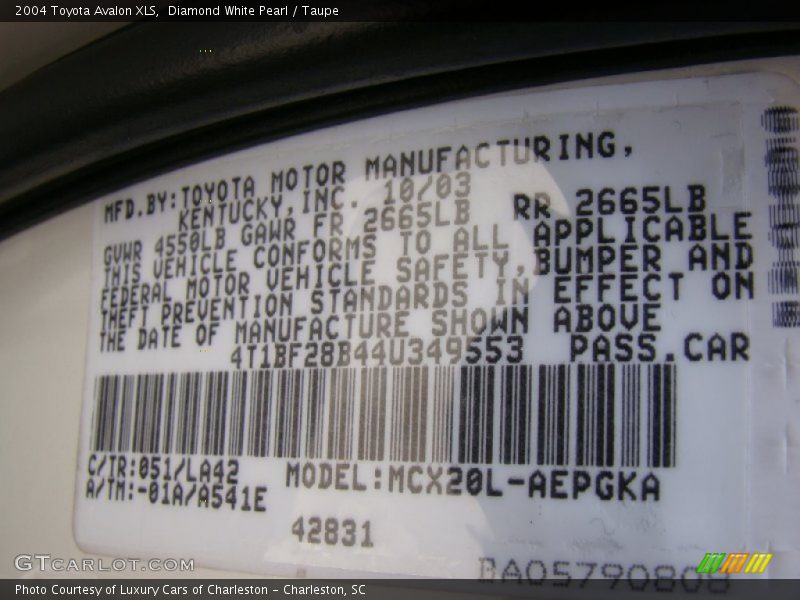 2004 Toyota Avalon XLS,  Diamond White Pearl / Taupe
MFD.BY:TOYOTA MOTOR MANUFACTURING,
KENTUCKY,INC. 10/03
GVWR 4550LB GAWR FR 2665LB RR 2665LB
THIS VEHICLE CONFORMS TO ALL APPLICABLE
FEDERAL MOTOR VEHICLE SAFETY,BUMPER AND
THEFT PREVENTION STANDARDS IN EFFECT ON
THE DATE OF MANUFACTURE SHOWN ABOVE
4T1BF28B44U349553 PASS.CAR
C/TR:051/LA42 MODEL:MCX20L-AEPGKA
A/TM:-01A/A541E
42831
BA05790808
GTCARLOT.COM
Photo Courtesy of Luxury Cars of Charleston - Charleston, SC